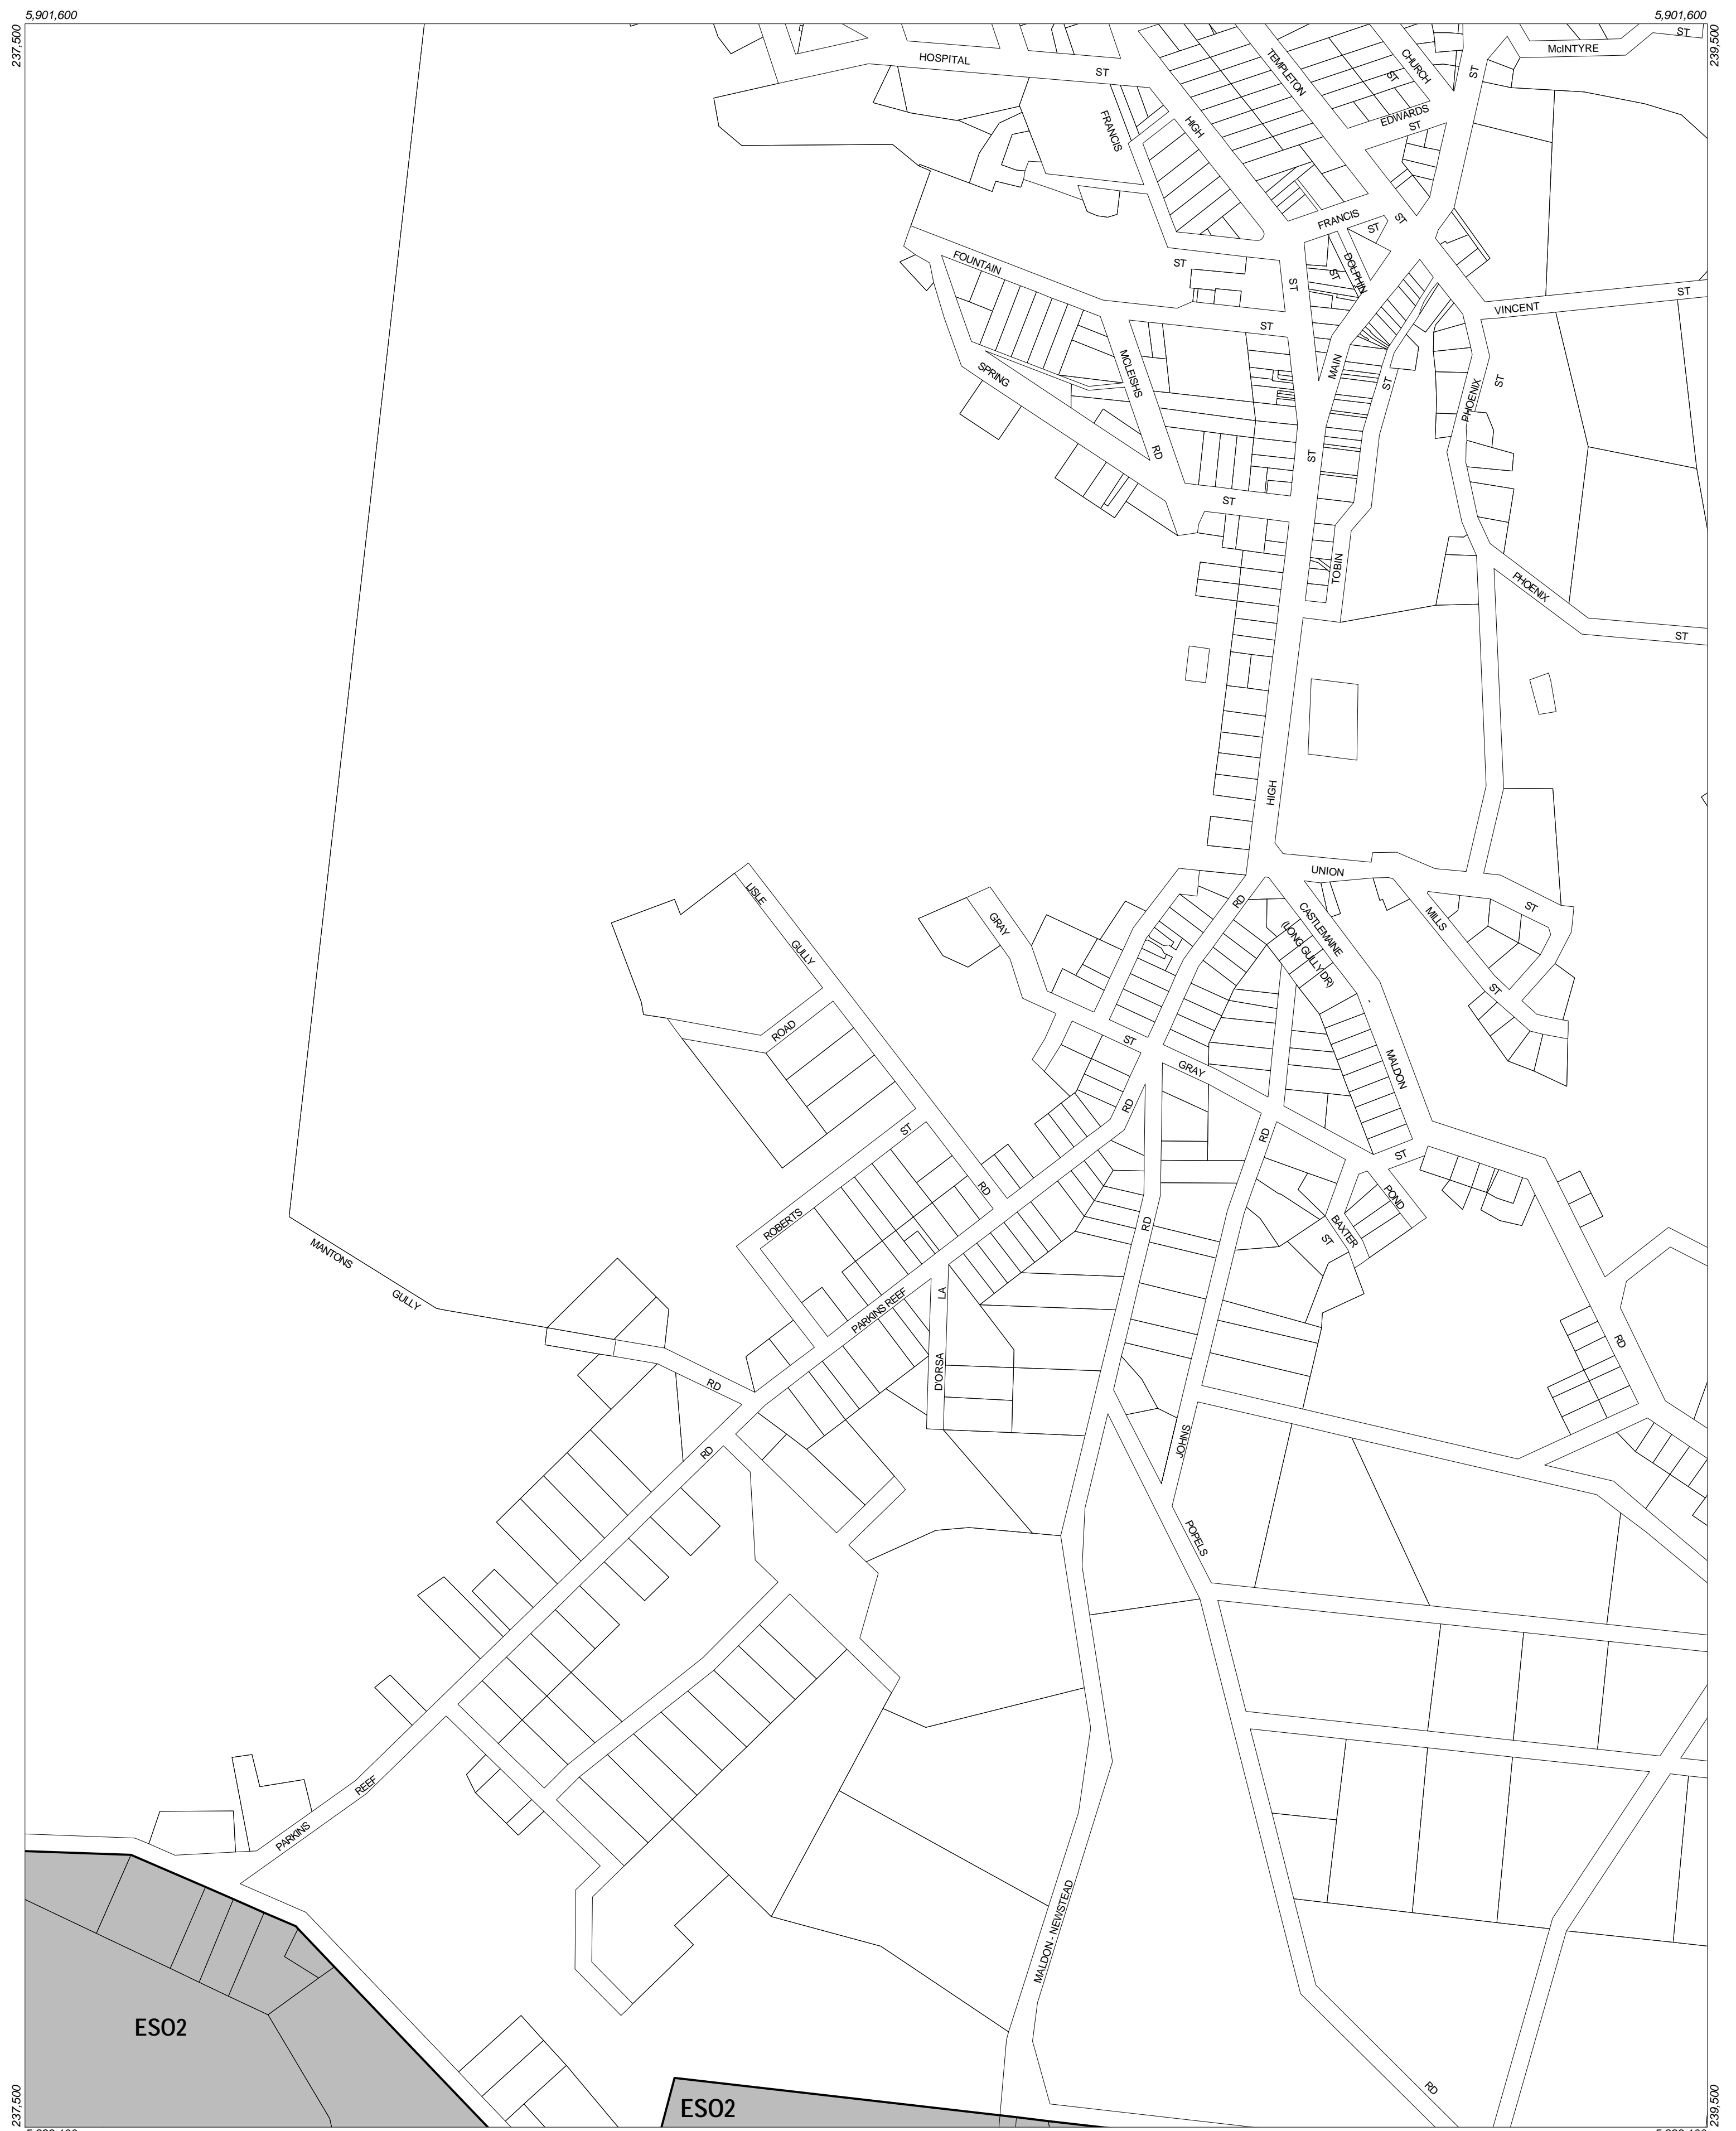 5,901,600
5,901,600
237,500
239,500
HOSPITAL
ST
TEMPLETON
ST
CHURCH
ST
McINTYRE
ST
EDWARDS
ST
FRANCIS
HIGH
FRANCIS
ST
ST
ST
ST
DOLPHIN
ST
FOUNTAIN
ST
ST
VINCENT
ST
MAIN
ST
PHOENIX
ST
SPRING
MCLEISHS
RD
ST
ST
TOBIN
PHOENIX
ST
HIGH
UNION
ST
LISLE
GULLY
ROAD
GRAY
ST
RD
CASTLEMAINE
(LONG GULLY DR)
MILLS
ST
MALDON
GRAY
ST
RD
RD
ROBERTS
ST
RD
RD
POND
BAXTER
ST
MANTONS
GULLY
RD
PARKINS REEF
LA
D'ORSA
RD
RD
JOHNS
POPELS
PARKINS
REEF
MALDON - NEWSTEAD
ESO2
ESO2
RD
237,500
239,500